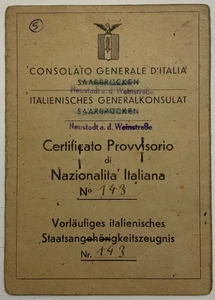 5
CONSOLATO GENERALE D'ITALIA
SAARBRÜCKEN
Neustadt a.d. Weinstraße
ITALIENISCHES GENERALKONSULAT
SAARBRÜCKEN
Neustadt a.d. Weinstraße
Certificato Provvisorio
di
Nazionalita' Italiana
No 143
Vorläufiges italienisches
Staatsangehörigkeitszeugnis
Nr. 143